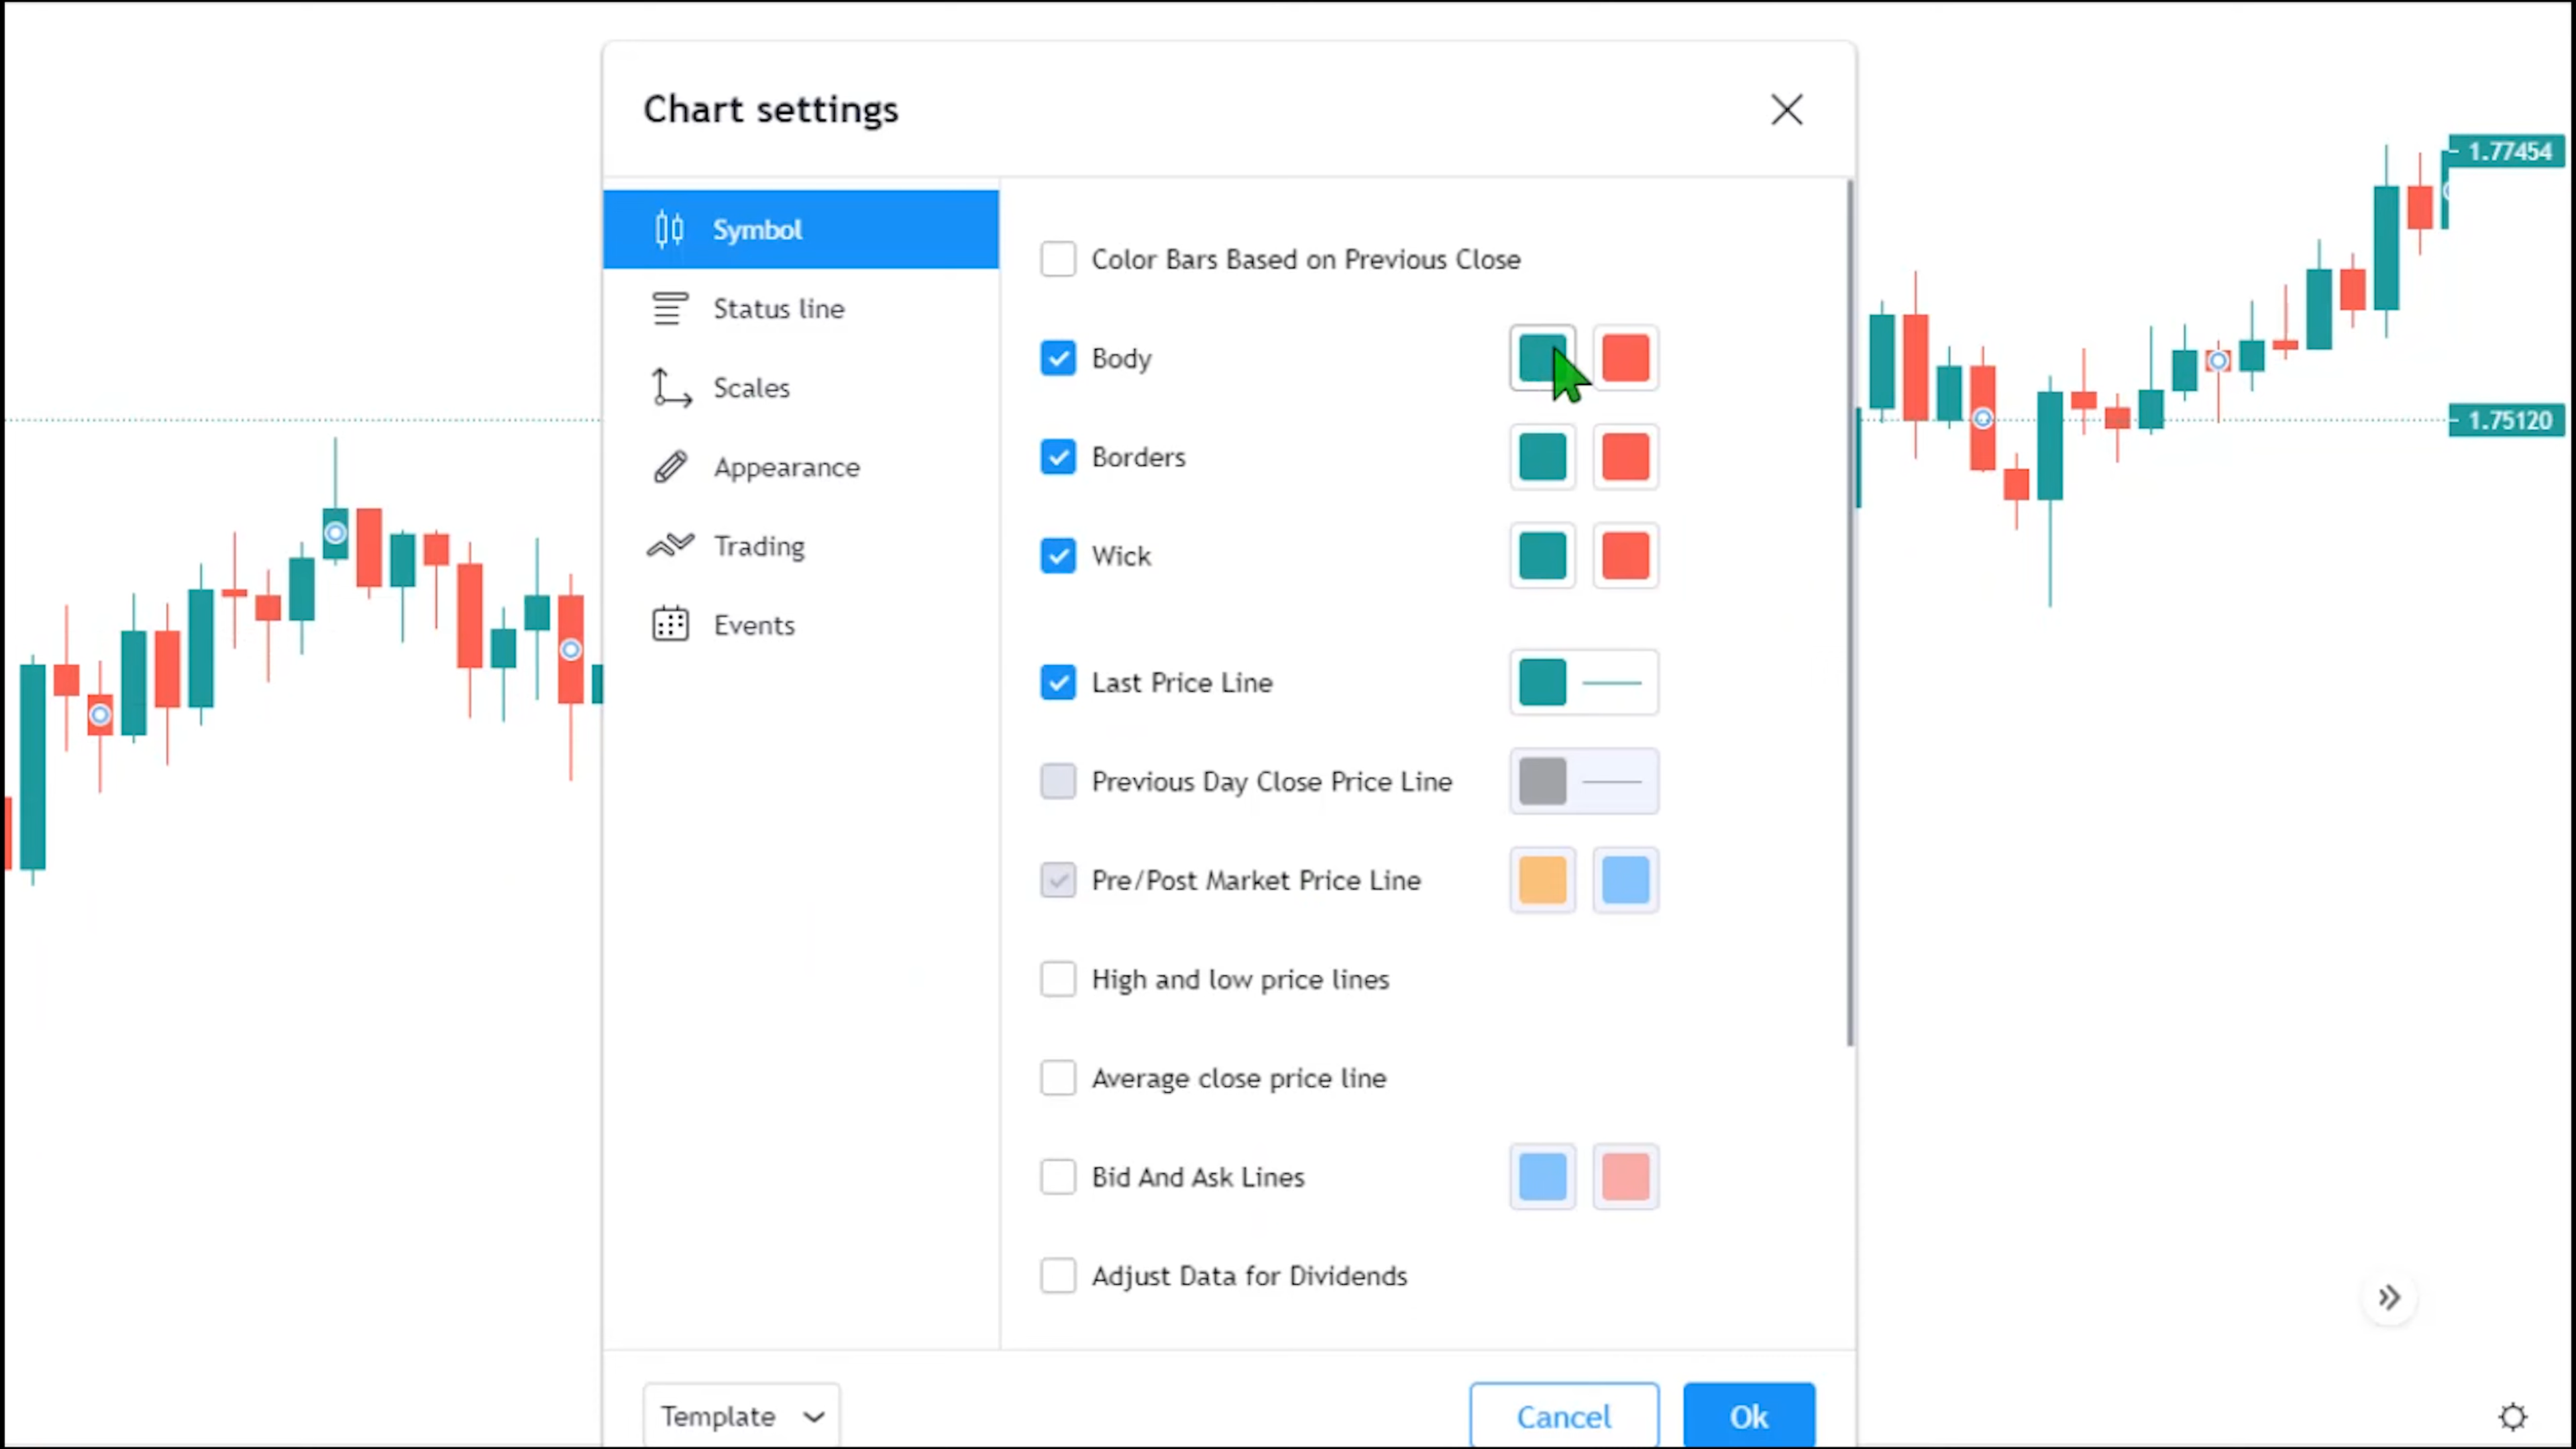 Chart settings
1.77454
Symbol
Color Bars Based on Previous Close
Status line
Body
Scales
1.75120
Borders
Appearance
Trading
Wick
Events
Last Price Line
Previous Day Close Price Line
Pre/Post Market Price Line
High and low price lines
Average close price line
Bid And Ask Lines
Adjust Data for Dividends
Template
Cancel
Ok